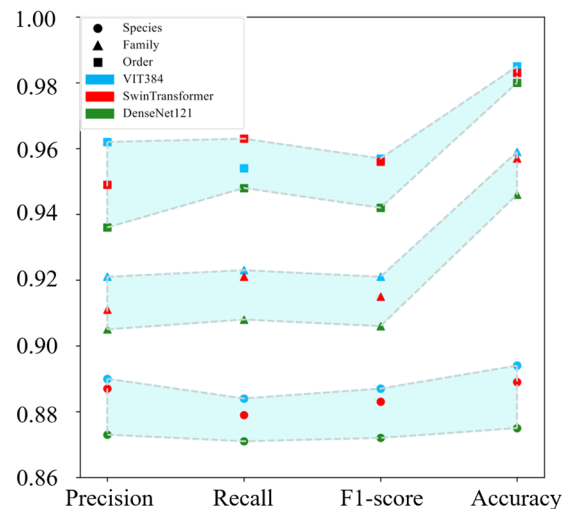 1.00
Species
Family
Order
VIT384
SwinTransformer
DenseNet121
0.98
0.96
0.94
0.92
0.90
0.88
0.86
Precision Recall F1-score Accuracy